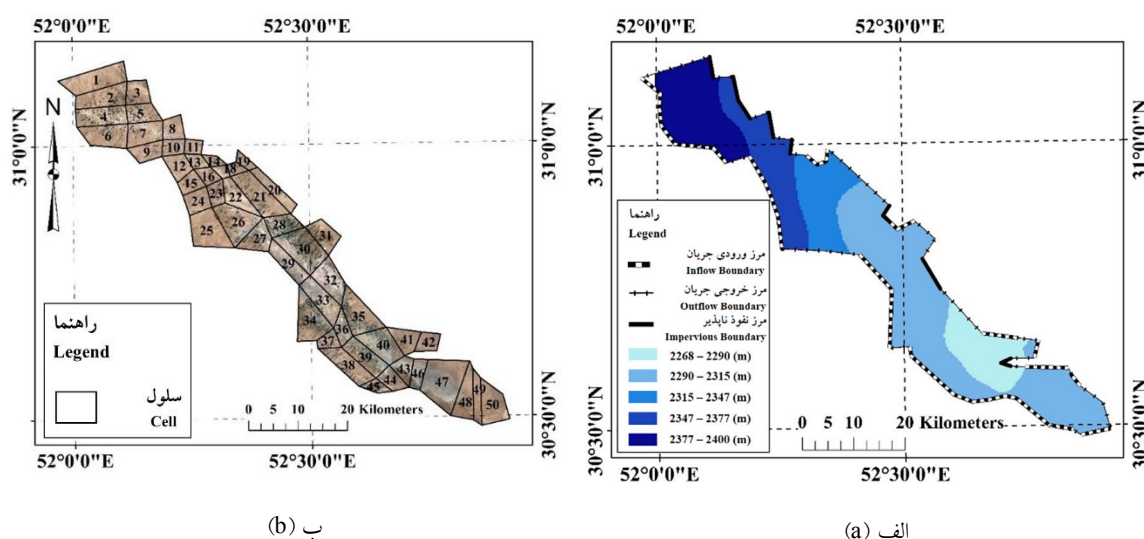 52°0'0"E
52°30'0"E
31°0'0"N
30°30'0"N
N
1
2
3
4
5
6
7
8
9
10
11
12
13
14
15
16
18
19
20
21
22
23
24
25
26
27
28
29
30
31
32
33
34
35
36
37
38
39
40
41
42
43
44
45
46
47
48
49
50
راهنما
Legend
سلول
Cell
0 5 10 20 Kilometers
52°0'0"E
52°30'0"E
ب (b)
52°0'0"E
52°30'0"E
31°0'0"N
30°30'0"N
راهنما
Legend
مرز ورودی جریان
Inflow Boundary
مرز خروجی جریان
Outflow Boundary
مرز نفوذ ناپذیر
Impervious Boundary
2268 – 2290 (m)
2290 – 2315 (m)
2315 – 2347 (m)
2347 – 2377 (m)
2377 – 2400 (m)
0 5 10 20 Kilometers
52°0'0"E
52°30'0"E
الف (a)